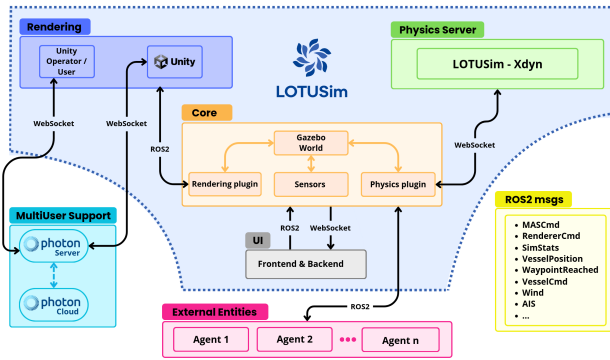 Rendering
Unity
Operator /
User
Unity
LOTUSim
Physics Server
LOTUSim - Xdyn
WebSocket
WebSocket
ROS2
WebSocket
Core
Gazebo
World
Rendering plugin
Sensors
Physics plugin
MultiUser Support
photon
Server
photon
Cloud
ROS2
WebSocket
UI
Frontend & Backend
ROS2 msgs
• MASCmd
• RendererCmd
• SimStats
• VesselPosition
• WaypointReached
• VesselCmd
• Wind
• AIS
• ...
ROS2
External Entities
Agent 1
Agent 2
Agent n